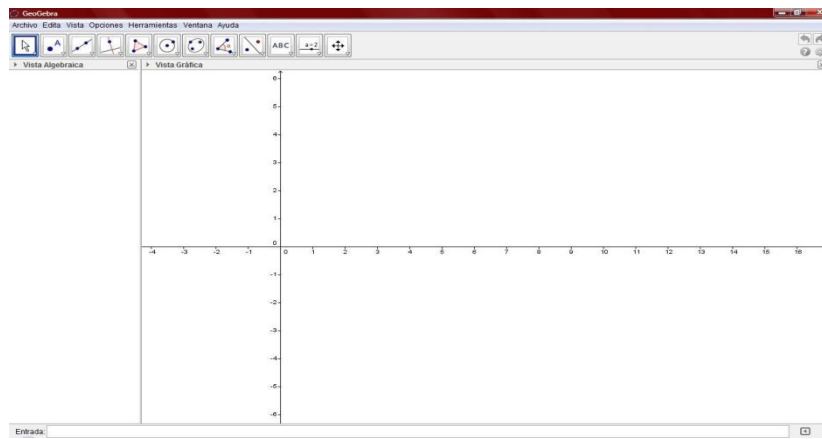 GeoGebra
Archivo Edita Vista Opciones Herramientas Ventana Ayuda
A ABC a=2
Vista Algebraica Vista Gráfica
6
5
4
3
2
1
0
-4 -3 -2 -1 0 1 2 3 4 5 6 7 8 9 10 11 12 13 14 15 16
-1
-2
-3
-4
-5
-6
Entrada: